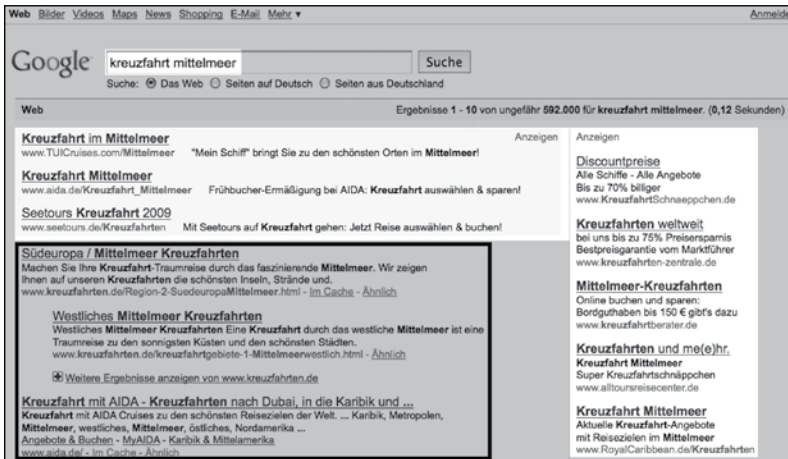 Web Bilder Videos Maps News Shopping E-Mail Mehr ▼ Anmelde
Google kreuzfahrt mittelmeer Suche
Suche: Das Web Seiten auf Deutsch Seiten aus Deutschland
Web Ergebnisse 1 - 10 von ungefähr 592.000 für kreuzfahrt mittelmeer. (0,12 Sekunden)
Kreuzfahrt im Mittelmeer Anzeigen
www.TUICruises.com/Mittelmeer "Mein Schiff" bringt Sie zu den schönsten Orten im Mittelmeer!
Kreuzfahrt Mittelmeer
www.aida.de/Kreuzfahrt_Mittelmeer Frühbucher-Ermäßigung bei AIDA: Kreuzfahrt auswählen & sparen!
Seetours Kreuzfahrt 2009
www.seetours.de/Kreuzfahrten Mit Seetours auf Kreuzfahrt gehen: Jetzt Reise auswählen & buchen!
Südeuropa / Mittelmeer Kreuzfahrten
Machen Sie Ihre Kreuzfahrt-Traumreise durch das faszinierende Mittelmeer. Wir zeigen
Ihnen auf unseren Kreuzfahrten die schönsten Inseln, Strände und.
www.kreuzfahrten.de/Region-2-SuedeuropaMittelmeer.html - Im Cache - Ähnlich
Westliches Mittelmeer Kreuzfahrten
Westliches Mittelmeer Kreuzfahrten Eine Kreuzfahrt durch das westliche Mittelmeer ist eine
Traumreise zu den sonnigsten Küsten und den schönsten Städten.
www.kreuzfahrten.de/kreuzfahrtgebiete-1-Mittelmeerwestlich.html - Ähnlich
Weitere Ergebnisse anzeigen von www.kreuzfahrten.de
Kreuzfahrt mit AIDA - Kreuzfahrten nach Dubai, in die Karibik und ...
Kreuzfahrt mit AIDA Cruises zu den schönsten Reisezielen der Welt. ... Karibik, Metropolen,
Mittelmeer, westliches, Mittelmeer, östliches, Nordamerika ...
Angebote & Buchen - MyAIDA - Karibik & Mittelamerika
www.aida.de/ - Im Cache - Ähnlich
Anzeigen
Discountpreise
Alle Schiffe - Alle Angebote
Bis zu 70% billiger
www.KreuzfahrtSchnaeppchen.de
Kreuzfahrten weltweit
bei uns bis zu 75% Preisersparnis
Bestpreisgarantie vom Marktführer
www.kreuzfahrten-zentrale.de
Mittelmeer-Kreuzfahrten
Online buchen und sparen:
Bordguthaben bis 150 € gibt's dazu
www.kreuzfahrtberater.de
Kreuzfahrten und me(e)hr.
Kreuzfahrt Mittelmeer
Super Kreuzfahrtschnäppchen
www.alltoursreisecenter.de
Kreuzfahrt Mittelmeer
Aktuelle Kreuzfahrt-Angebote
mit Reisezielen im Mittelmeer
www.RoyalCaribbean.de/Kreuzfahrten